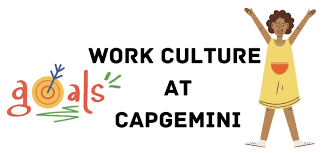 goals
WORK CULTURE
AT
CAPGEMINI